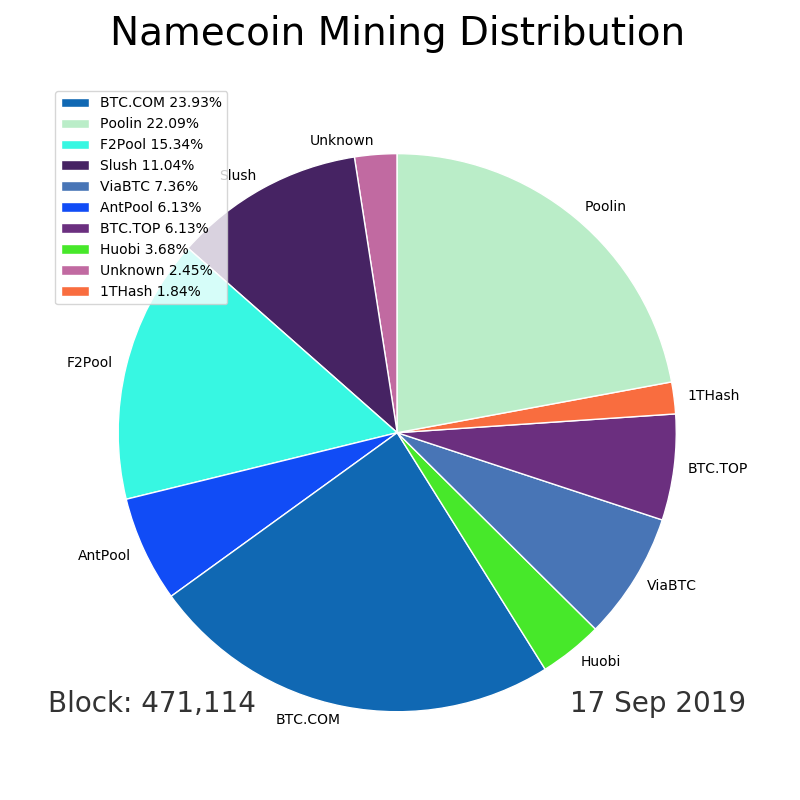 Namecoin Mining Distribution
BTC.COM 23.93%
Poolin 22.09%
F2Pool 15.34%
Slush 11.04%
ViaBTC 7.36%
AntPool 6.13%
BTC.TOP 6.13%
Huobi 3.68%
Unknown 2.45%
1THash 1.84%
Unknown
Slush
Poolin
F2Pool
1THash
BTC.TOP
AntPool
ViaBTC
Huobi
BTC.COM
Block: 471,114
17 Sep 2019